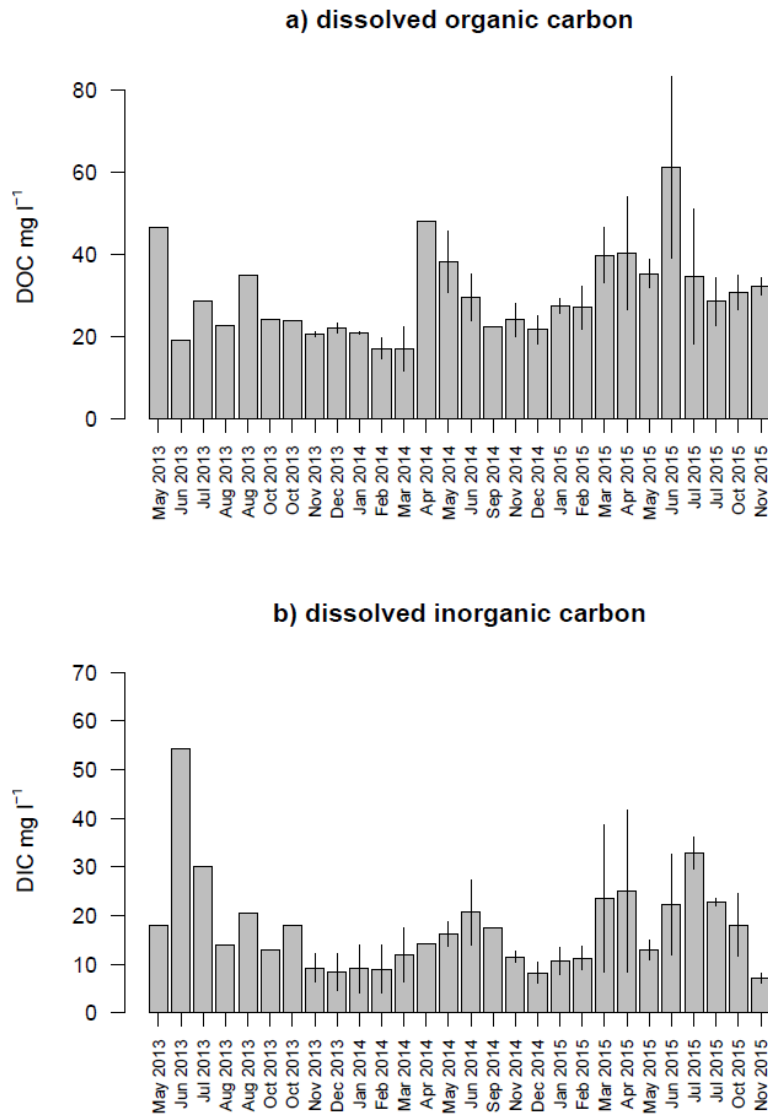 a) dissolved organic carbon
DOC mg l⁻¹
80
60
40
20
0
May 2013
Jun 2013
Jul 2013
Aug 2013
Aug 2013
Oct 2013
Oct 2013
Nov 2013
Dec 2013
Jan 2014
Feb 2014
Mar 2014
Apr 2014
May 2014
Jun 2014
Sep 2014
Nov 2014
Dec 2014
Jan 2015
Feb 2015
Mar 2015
Apr 2015
May 2015
Jun 2015
Jul 2015
Jul 2015
Oct 2015
Nov 2015
b) dissolved inorganic carbon
DIC mg l⁻¹
70
60
50
40
30
20
10
0
May 2013
Jun 2013
Jul 2013
Aug 2013
Aug 2013
Oct 2013
Oct 2013
Nov 2013
Dec 2013
Jan 2014
Feb 2014
Mar 2014
Apr 2014
May 2014
Jun 2014
Sep 2014
Nov 2014
Dec 2014
Jan 2015
Feb 2015
Mar 2015
Apr 2015
May 2015
Jun 2015
Jul 2015
Jul 2015
Oct 2015
Nov 2015